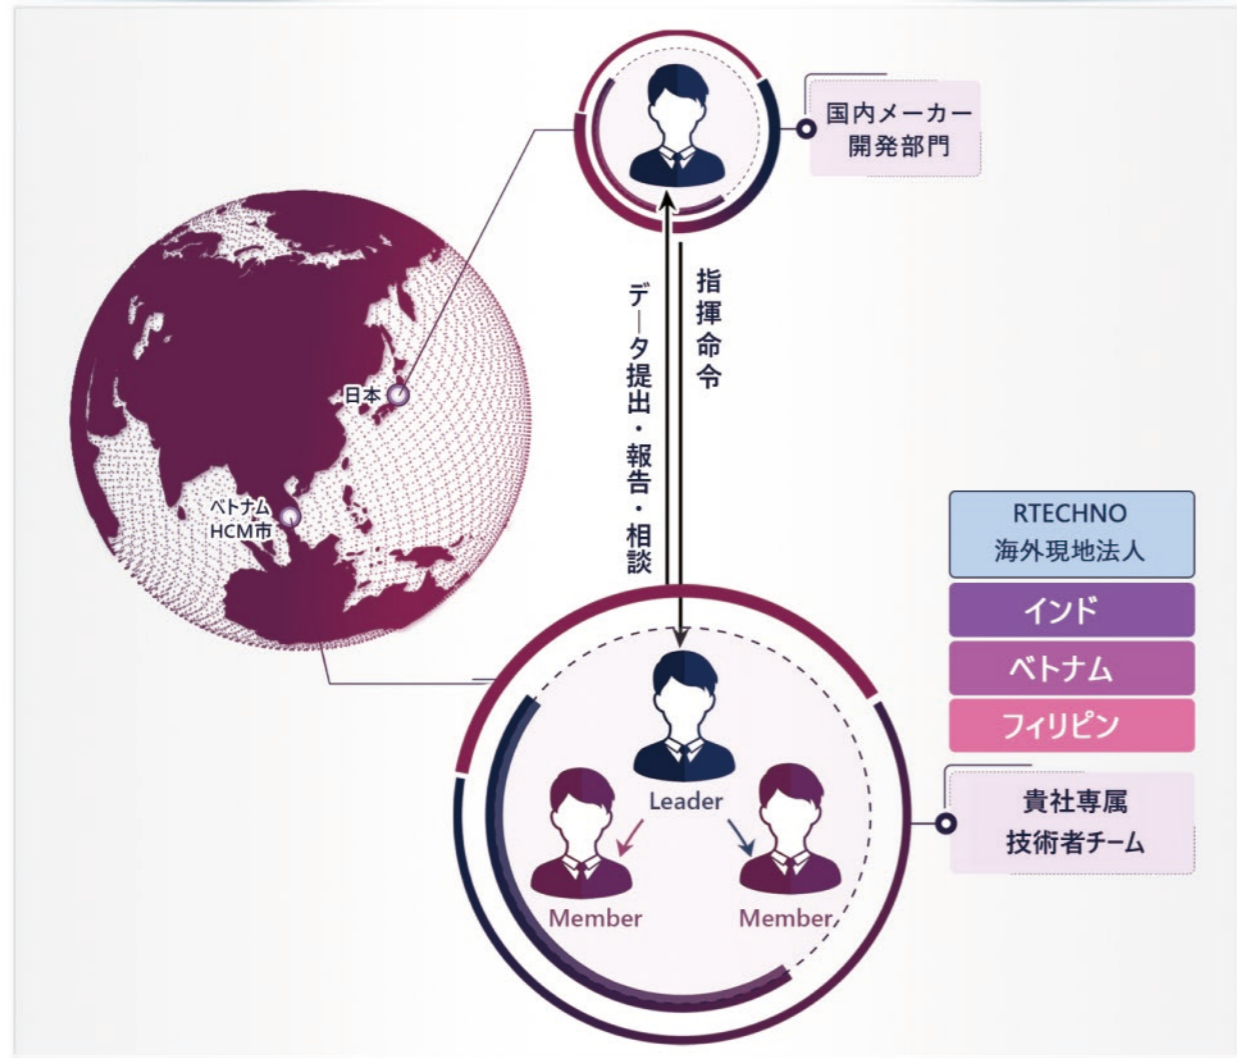 国内メーカー
開発部門
指揮命令
データ提出・報告・相談
日本
ベトナム
HCM市
RTECHNO
海外現地法人
インド
ベトナム
フィリピン
Leader
Member
Member
貴社専属
技術者チーム